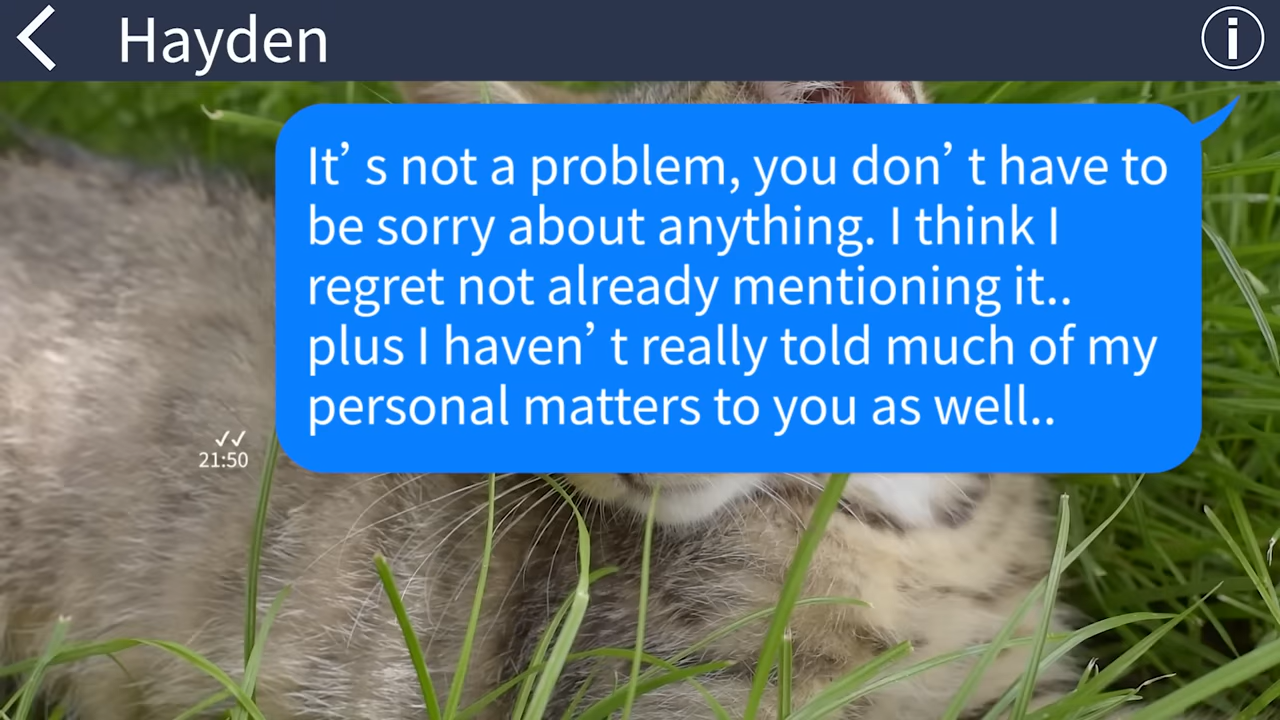 Hayden
It’s not a problem, you don’t have to
be sorry about anything. I think I
regret not already mentioning it..
plus I haven’t really told much of my
personal matters to you as well..
21:50